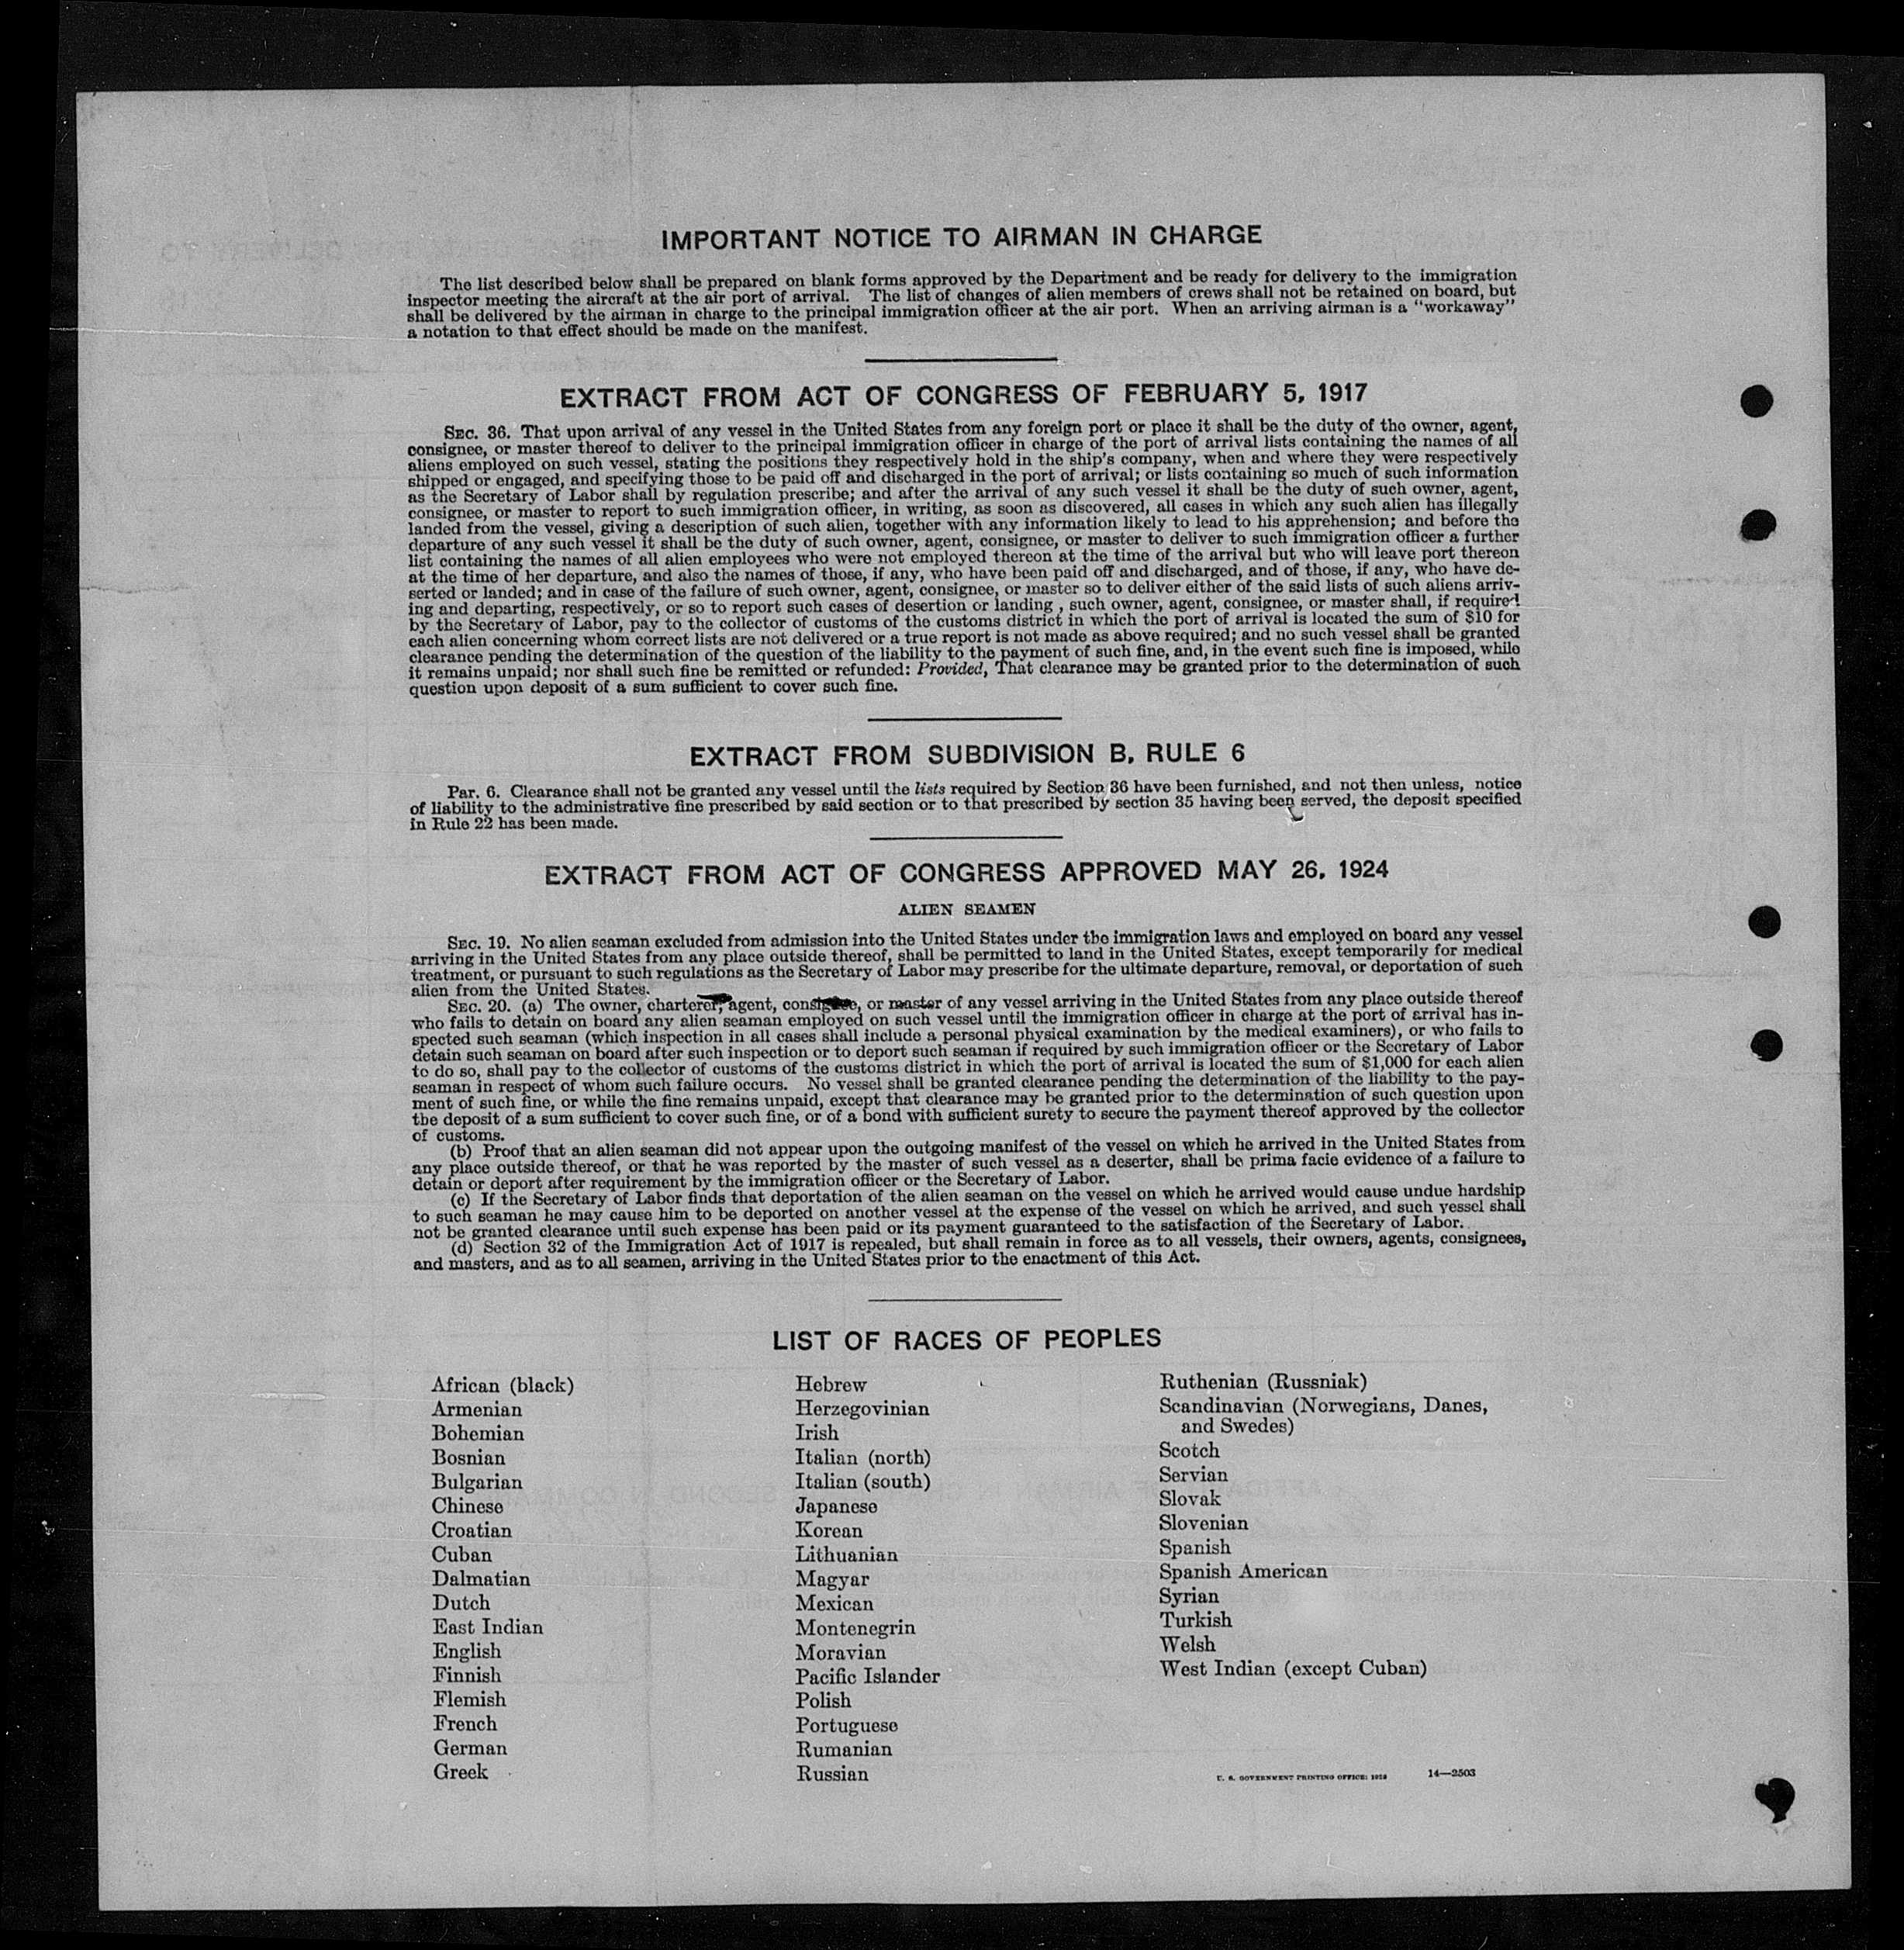 IMPORTANT NOTICE TO AIRMAN IN CHARGE
The list described below shall be prepared on blank forms approved by the Department and be ready for delivery to the immigration
inspector meeting the aircraft at the air port of arrival. The list of changes of alien members of crews shall not be retained on board, but
shall be delivered by the airman in charge to the principal immigration officer at the air port. When an arriving airman is a "workaway"
a notation to that effect should be made on the manifest.
EXTRACT FROM ACT OF CONGRESS OF FEBRUARY 5, 1917
SEC. 36. That upon arrival of any vessel in the United States from any foreign port or place it shall be the duty of the owner, agent,
consignee, or master thereof to deliver to the principal immigration officer in charge of the port of arrival lists containing the names of all
aliens employed on such vessel, stating the positions they respectively hold in the ship's company, when and where they were respectively
shipped or engaged, and specifying those to be paid off and discharged in the port of arrival; or lists containing so much of such information
as the Secretary of Labor shall by regulation prescribe; and after the arrival of any such vessel it shall be the duty of such owner, agent,
consignee, or master to report to such immigration officer, in writing, as soon as discovered, all cases in which any such alien has illegally
landed from the vessel, giving a description of such alien, together with any information likely to lead to his apprehension; and before the
departure of any such vessel it shall be the duty of such owner, agent, consignee, or master to deliver to such immigration officer a further
list containing the names of all alien employees who were not employed thereon at the time of the arrival but who will leave port thereon
at the time of her departure, and also the names of those, if any, who have been paid off and discharged, and of those, if any, who have de-
serted or landed; and in case of the failure of such owner, agent, consignee, or master so to deliver either of the said lists of such aliens arriv-
ing and departing, respectively, or so to report such cases of desertion or landing , such owner, agent, consignee, or master shall, if required
by the Secretary of Labor, pay to the collector of customs of the customs district in which the port of arrival is located the sum of $10 for
each alien concerning whom correct lists are not delivered or a true report is not made as above required; and no such vessel shall be granted
clearance pending the determination of the question of the liability to the payment of such fine, and, in the event such fine is imposed, while
it remains unpaid; nor shall such fine be remitted or refunded: Provided, That clearance may be granted prior to the determination of such
question upon deposit of a sum sufficient to cover such fine.
EXTRACT FROM SUBDIVISION B, RULE 6
Par. 6. Clearance shall not be granted any vessel until the lists required by Section 36 have been furnished, and not then unless, notice
of liability to the administrative fine prescribed by said section or to that prescribed by section 35 having been served, the deposit specified
in Rule 22 has been made.
EXTRACT FROM ACT OF CONGRESS APPROVED MAY 26, 1924
ALIEN SEAMEN
SEC. 19. No alien seaman excluded from admission into the United States under the immigration laws and employed on board any vessel
arriving in the United States from any place outside thereof, shall be permitted to land in the United States, except temporarily for medical
treatment, or pursuant to such regulations as the Secretary of Labor may prescribe for the ultimate departure, removal, or deportation of such
alien from the United States.
SEC. 20. (a) The owner, charterer, agent, consignee, or master of any vessel arriving in the United States from any place outside thereof
who fails to detain on board any alien seaman employed on such vessel until the immigration officer in charge at the port of arrival has in-
spected such seaman (which inspection in all cases shall include a personal physical examination by the medical examiners), or who fails to
detain such seaman on board after such inspection or to deport such seaman if required by such immigration officer or the Secretary of Labor
to do so, shall pay to the collector of customs of the customs district in which the port of arrival is located the sum of $1,000 for each alien
seaman in respect of whom such failure occurs. No vessel shall be granted clearance pending the determination of the liability to the pay-
ment of such fine, or while the fine remains unpaid, except that clearance may be granted prior to the determination of such question upon
the deposit of a sum sufficient to cover such fine, or of a bond with sufficient surety to secure the payment thereof approved by the collector
of customs.
(b) Proof that an alien seaman did not appear upon the outgoing manifest of the vessel on which he arrived in the United States from
any place outside thereof, or that he was reported by the master of such vessel as a deserter, shall be prima facie evidence of a failure to
detain or deport after requirement by the immigration officer or the Secretary of Labor.
(c) If the Secretary of Labor finds that deportation of the alien seaman on the vessel on which he arrived would cause undue hardship
to such seaman he may cause him to be deported on another vessel at the expense of the vessel on which he arrived, and such vessel shall
not be granted clearance until such expense has been paid or its payment guaranteed to the satisfaction of the Secretary of Labor.
(d) Section 32 of the Immigration Act of 1917 is repealed, but shall remain in force as to all vessels, their owners, agents, consignees,
and masters, and as to all seamen, arriving in the United States prior to the enactment of this Act.
LIST OF RACES OF PEOPLES
African (black)
Armenian
Bohemian
Bosnian
Bulgarian
Chinese
Croatian
Cuban
Dalmatian
Dutch
East Indian
English
Finnish
Flemish
French
German
Greek
Hebrew
Herzegovinian
Irish
Italian (north)
Italian (south)
Japanese
Korean
Lithuanian
Magyar
Mexican
Montenegrin
Moravian
Pacific Islander
Polish
Portuguese
Rumanian
Russian
Ruthenian (Russniak)
Scandinavian (Norwegians, Danes,
and Swedes)
Scotch
Servian
Slovak
Slovenian
Spanish
Spanish American
Syrian
Turkish
Welsh
West Indian (except Cuban)
U. S. GOVERNMENT PRINTING OFFICE:
14—2503